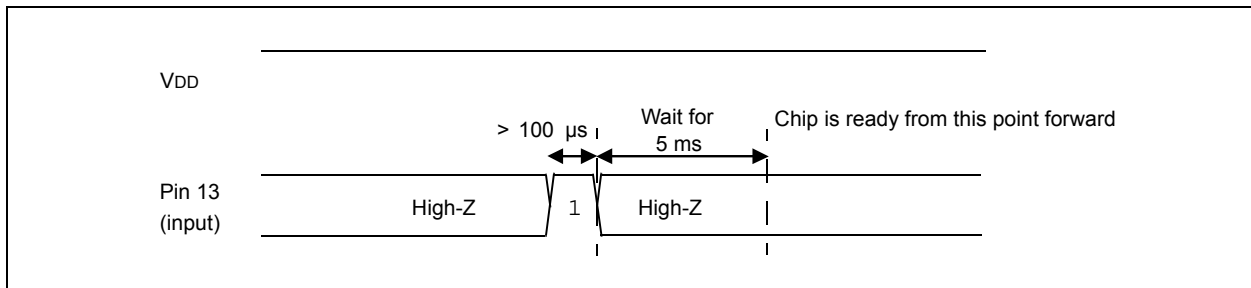 VDD
> 100 µs
Wait for
5 ms
Chip is ready from this point forward
Pin 13
(input)
High-Z
1
High-Z